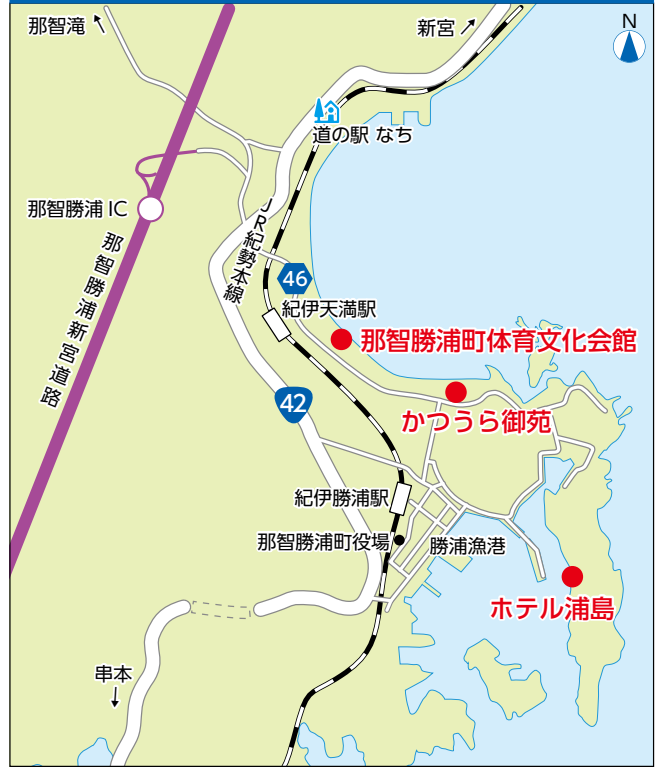 那智滝
新宮
N
道の駅 なち
那智勝浦 IC
JR紀勢本線
那智勝浦新宮道路
46
紀伊天満駅
那智勝浦町体育文化会館
42
かつうら御苑
紀伊勝浦駅
那智勝浦町役場
勝浦漁港
ホテル浦島
串本